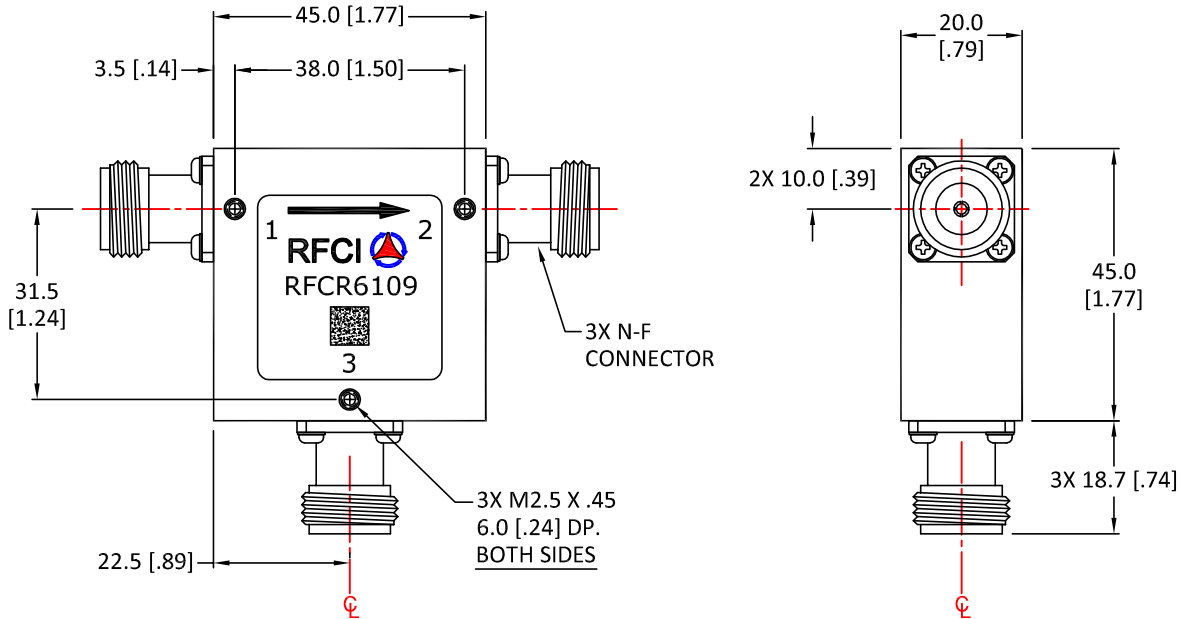 45.0 [1.77]
3.5 [.14]
38.0 [1.50]
1
2
RFCI
RFCR6109
3
31.5
[1.24]
3X N-F
CONNECTOR
3X M2.5 X .45
6.0 [.24] DP.
BOTH SIDES
22.5 [.89]
℄
20.0
[.79]
2X 10.0 [.39]
45.0
[1.77]
3X 18.7 [.74]
℄